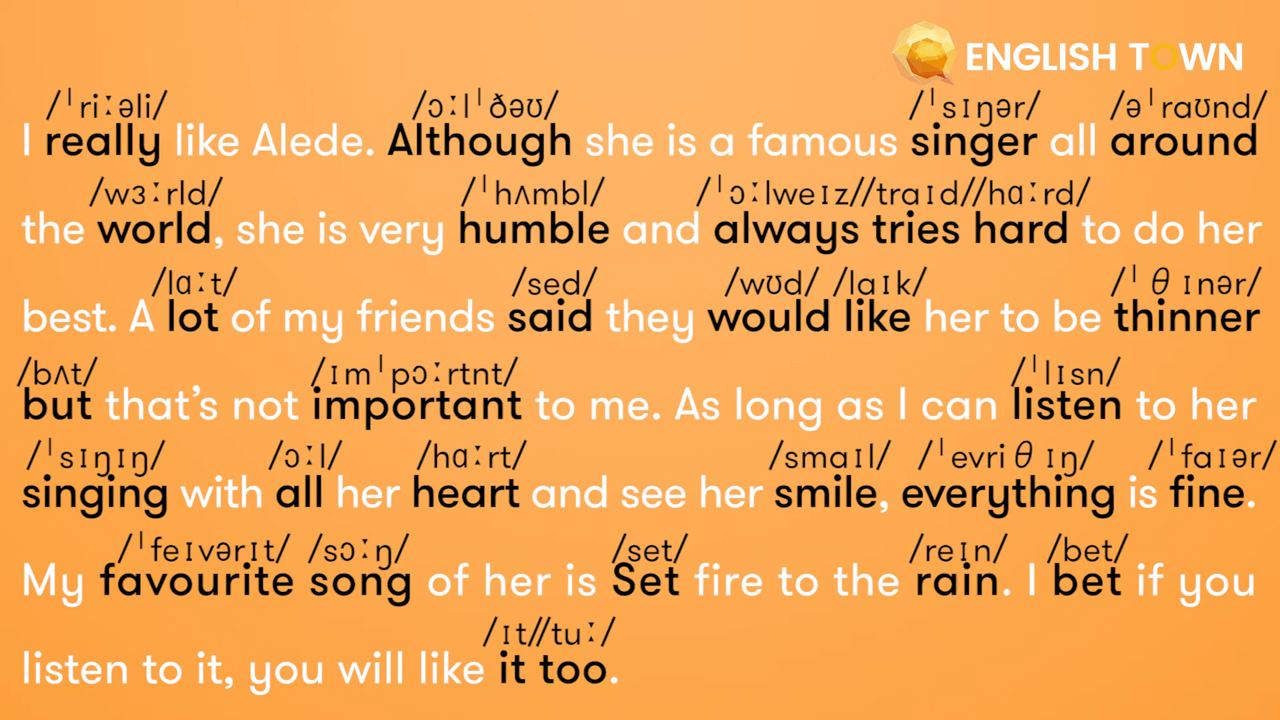 ENGLISH TOWN
/ˈriːəli/ /ɔːlˈðəʊ/ /ˈsɪŋər/ /əˈraʊnd/
I really like Alede. Although she is a famous singer all around
/wɜːrld/ /ˈhʌmbl/ /ˈɔːlweɪz//traɪd//hɑːrd/
the world, she is very humble and always tries hard to do her
/lɑːt/ /sed/ /wʊd/ /laɪk/ /ˈθɪnər/
best. A lot of my friends said they would like her to be thinner
/bʌt/ /ɪmˈpɔːrtnt/ /ˈlɪsn/
but that's not important to me. As long as I can listen to her
/ˈsɪŋɪŋ/ /ɔːl/ /hɑːrt/ /smaɪl/ /ˈevriθɪŋ/ /ˈfaɪər/
singing with all her heart and see her smile, everything is fine.
/ˈfeɪvərɪt/ /sɔːŋ/ /set/ /reɪn/ /bet/
My favourite song of her is Set fire to the rain. I bet if you
/ɪt//tuː/
listen to it, you will like it too.